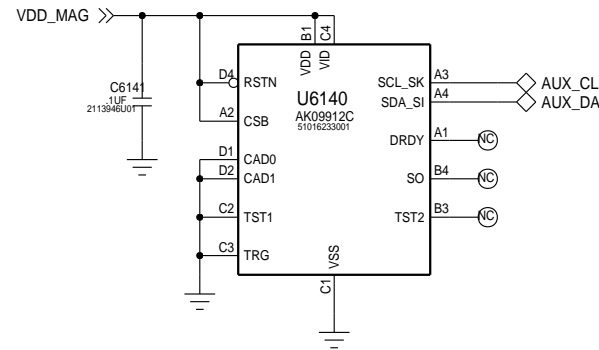 VDD_MAG
B1
C4
VDD
VID
C6141
.1UF
2113946U01
D4
RSTN
U6140
AK09912C
51016233001
SCL_SK
A3
AUX_CL
SDA_SI
A4
AUX_DA
A2
CSB
DRDY
A1
NC
D1
CAD0
D2
CAD1
SO
B4
NC
C2
TST1
TST2
B3
NC
C3
TRG
VSS
C1